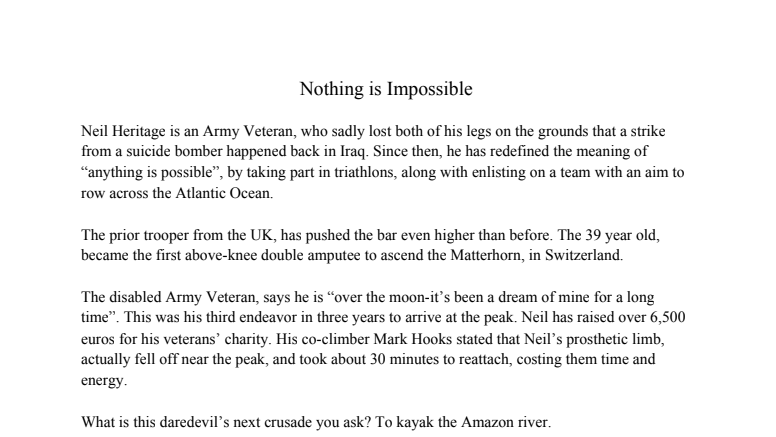 Nothing is Impossible
Neil Heritage is an Army Veteran, who sadly lost both of his legs on the grounds that a strike
from a suicide bomber happened back in Iraq. Since then, he has redefined the meaning of
“anything is possible”, by taking part in triathlons, along with enlisting on a team with an aim to
row across the Atlantic Ocean.
The prior trooper from the UK, has pushed the bar even higher than before. The 39 year old,
became the first above-knee double amputee to ascend the Matterhorn, in Switzerland.
The disabled Army Veteran, says he is “over the moon-it’s been a dream of mine for a long
time”. This was his third endeavor in three years to arrive at the peak. Neil has raised over 6,500
euros for his veterans’ charity. His co-climber Mark Hooks stated that Neil’s prosthetic limb,
actually fell off near the peak, and took about 30 minutes to reattach, costing them time and
energy.
What is this daredevil’s next crusade you ask? To kayak the Amazon river.